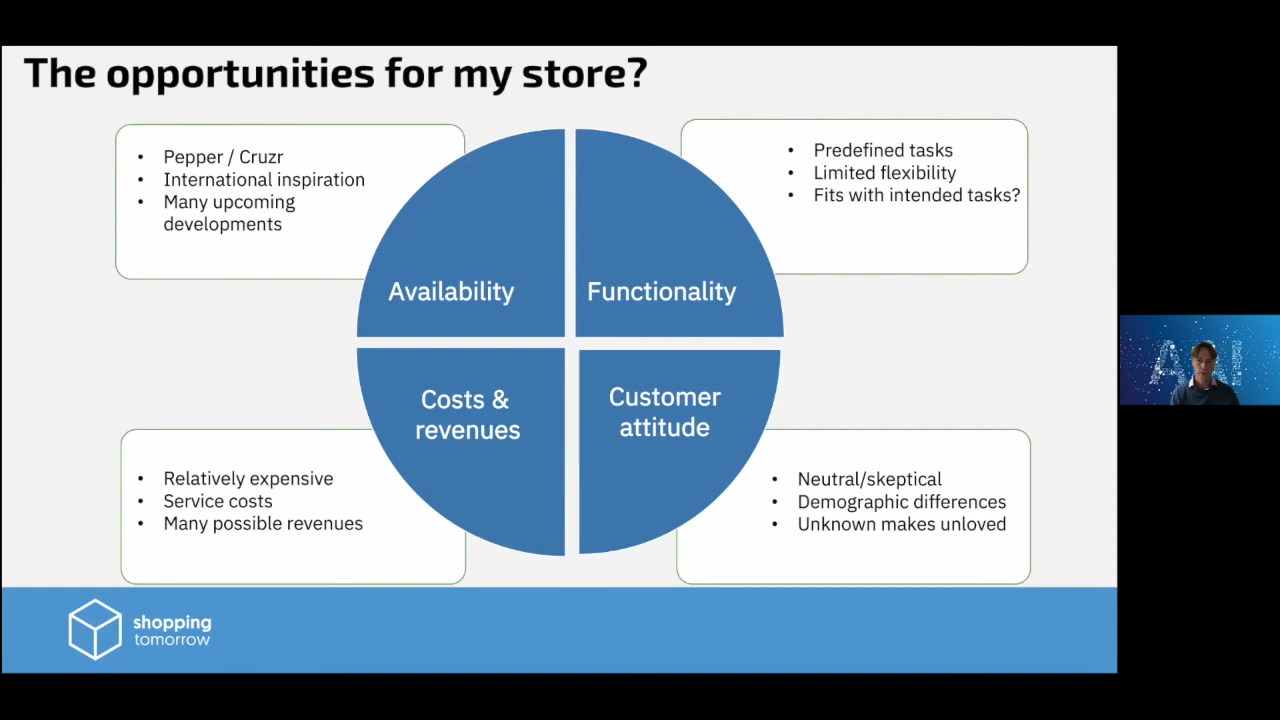 The opportunities for my store?
• Pepper / Cruzr
• International inspiration
• Many upcoming
developments
• Predefined tasks
• Limited flexibility
• Fits with intended tasks?
Availability
Functionality
Costs &
revenues
Customer
attitude
• Relatively expensive
• Service costs
• Many possible revenues
• Neutral/skeptical
• Demographic differences
• Unknown makes unloved
shopping
tomorrow